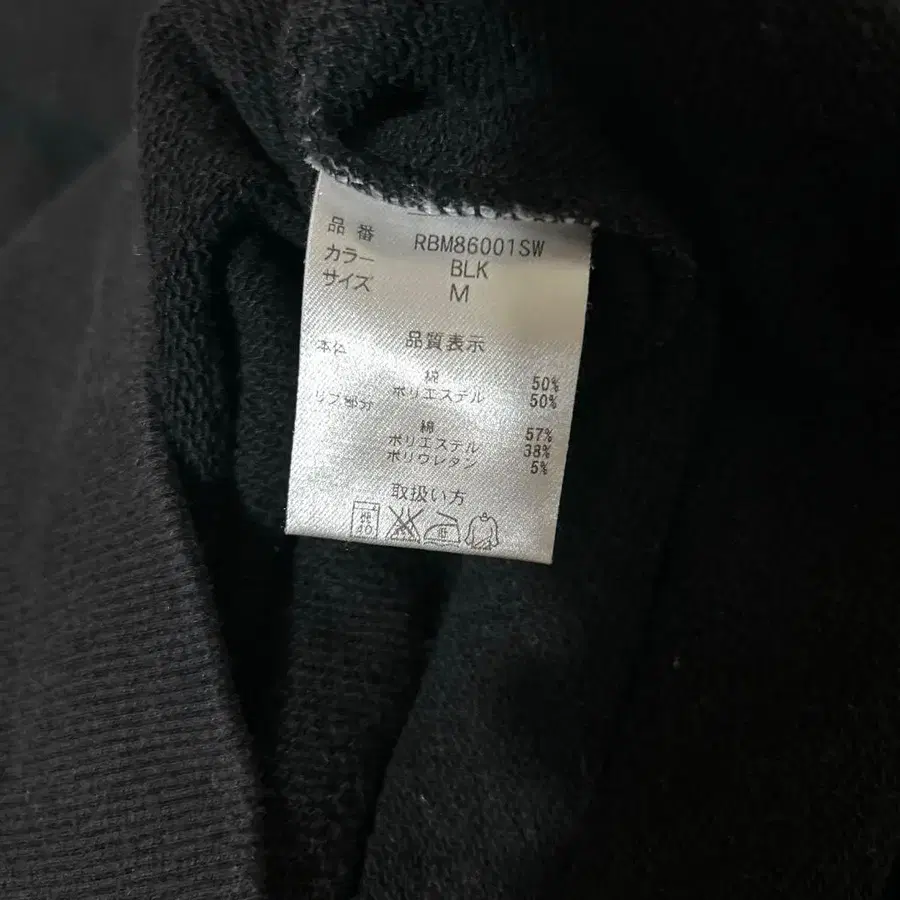 品番 RBM86001SW
カラー BLK
サイズ M
品質表示
本体
綿 50%
ポリエステル 50%
リブ部分
綿 57%
ポリエステル 38%
ポリウレタン 5%
取扱い方
40